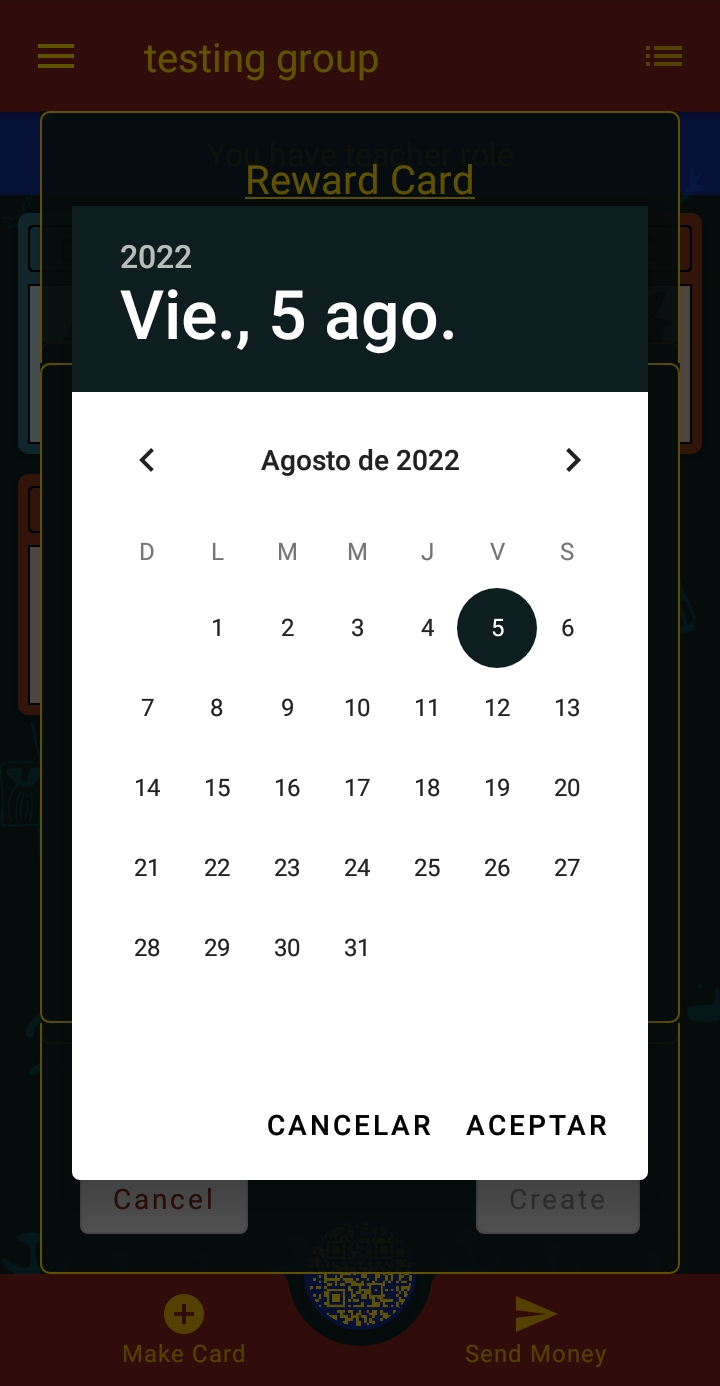 testing group
You have teacher role
Reward Card
2022
Vie., 5 ago.
Agosto de 2022
D L M M J V S
1 2 3 4 5 6
7 8 9 10 11 12 13
14 15 16 17 18 19 20
21 22 23 24 25 26 27
28 29 30 31
CANCELAR ACEPTAR
Cancel Create
Make Card Send Money